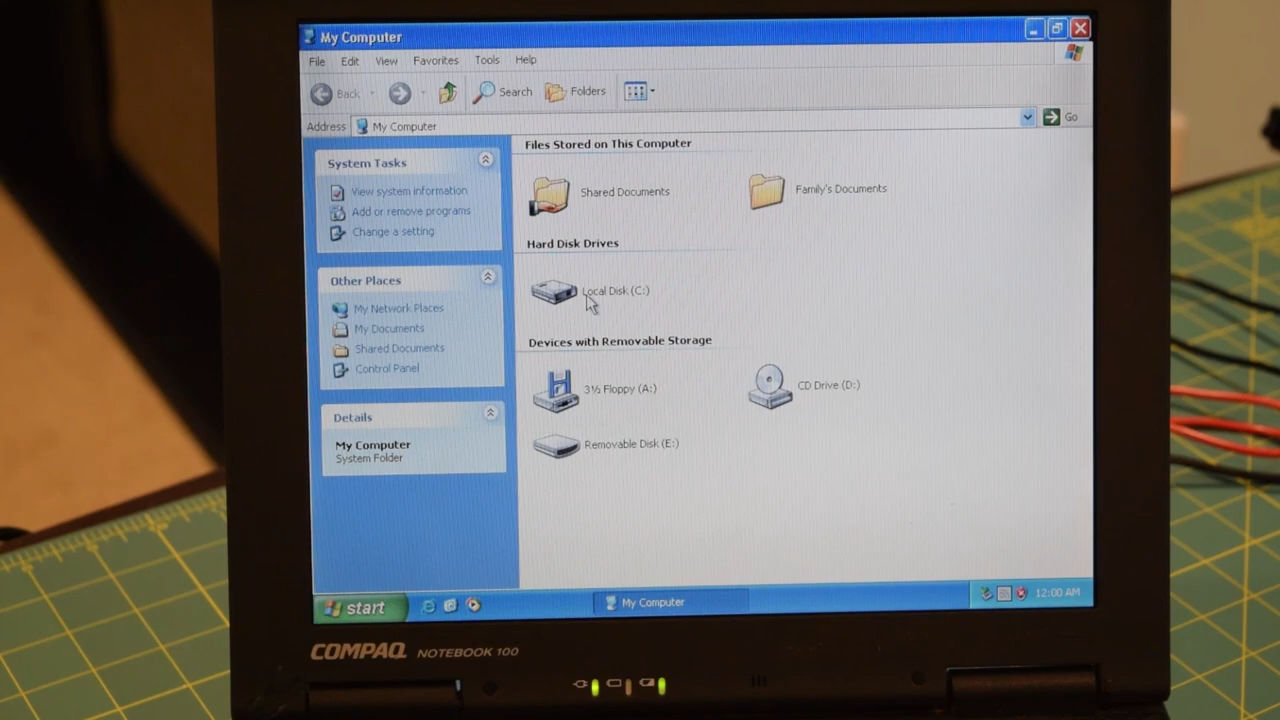 My Computer
File Edit View Favorites Tools Help
Back Search Folders
Address My Computer Go
System Tasks
View system information
Add or remove programs
Change a setting
Other Places
My Network Places
My Documents
Shared Documents
Control Panel
Details
My Computer
System Folder
Files Stored on This Computer
Shared Documents Family's Documents
Hard Disk Drives
Local Disk (C:)
Devices with Removable Storage
3½ Floppy (A:) CD Drive (D:)
Removable Disk (E:)
start My Computer 12:00 AM
COMPAQ NOTEBOOK 100